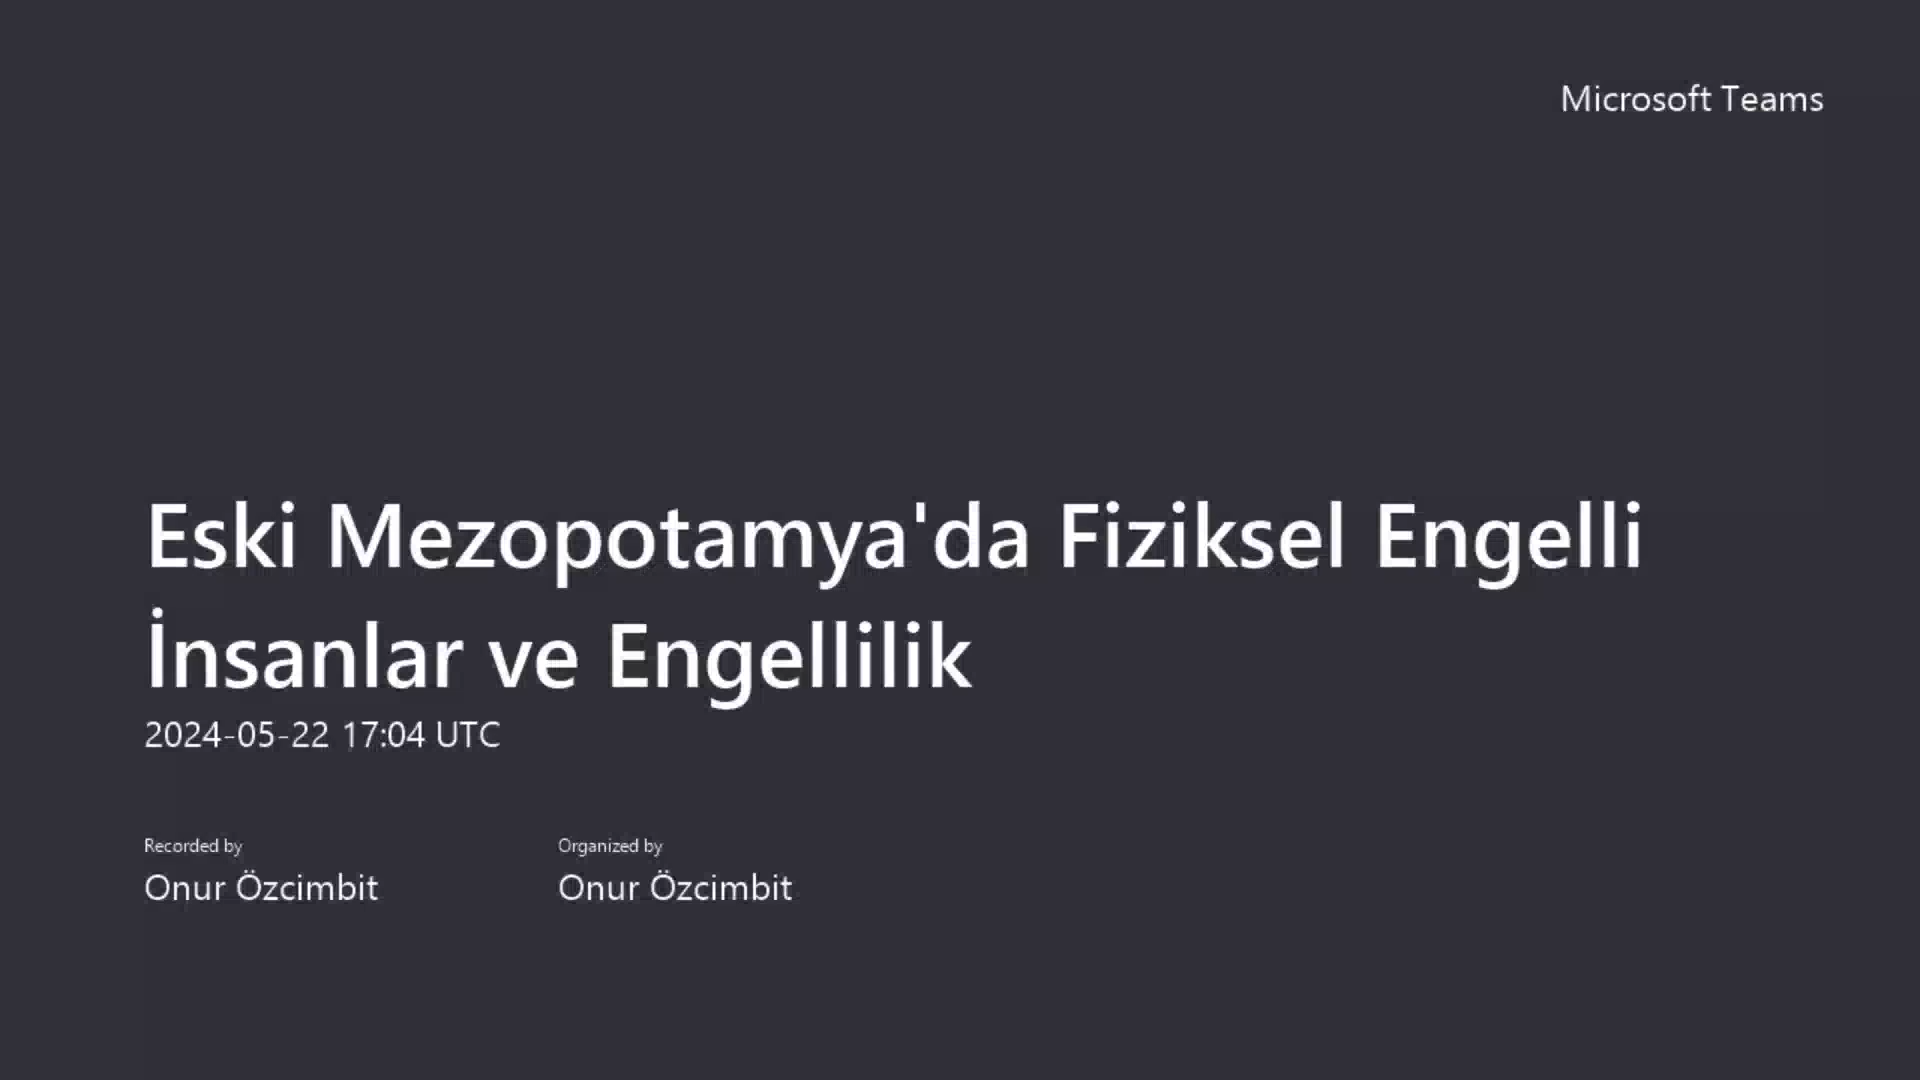 Microsoft Teams
Eski Mezopotamya'da Fiziksel Engelli
İnsanlar ve Engellilik
2024-05-22 17:04 UTC
Recorded by
Onur Özcimbit
Organized by
Onur Özcimbit